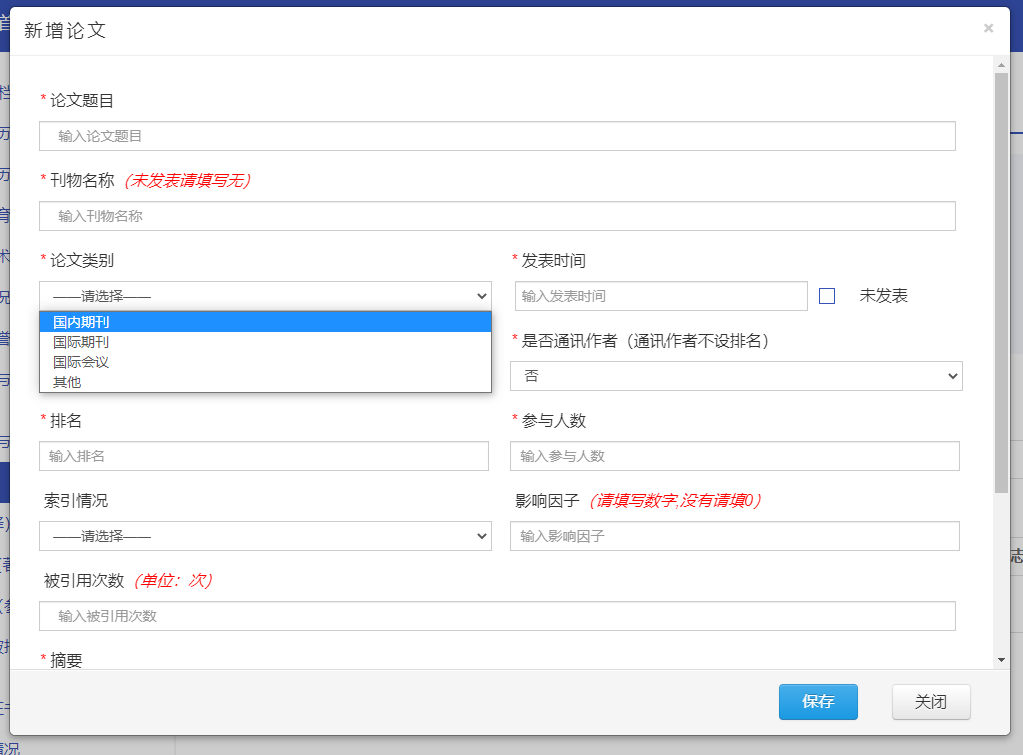 新增论文
×
* 论文题目
输入论文题目
* 刊物名称 (未发表请填写无)
输入刊物名称
* 论文类别
* 发表时间
——请选择——
输入发表时间
未发表
国内期刊
国际期刊
国际会议
其他
* 是否通讯作者（通讯作者不设排名）
否
* 排名
* 参与人数
输入排名
输入参与人数
索引情况
影响因子 (请填写数字,没有请填0)
——请选择——
输入影响因子
被引用次数 (单位：次)
输入被引用次数
* 摘要
保存
关闭